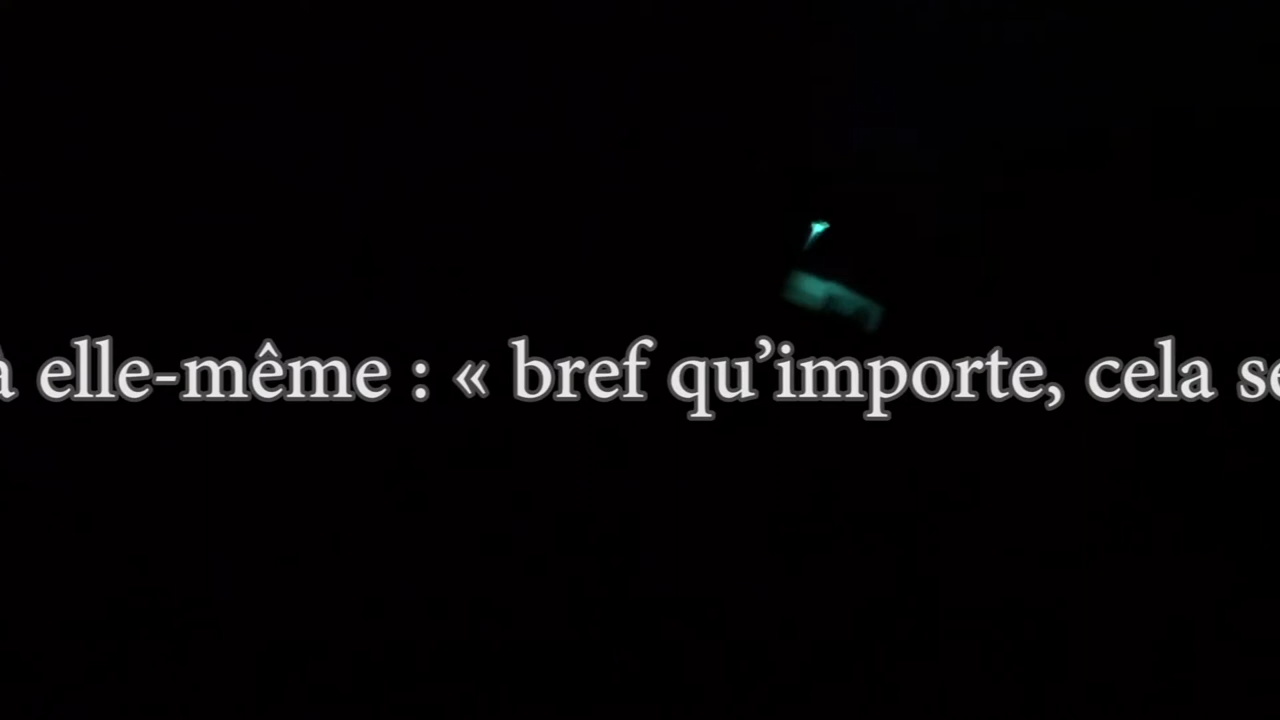 à elle-même : « bref qu’importe, cela se